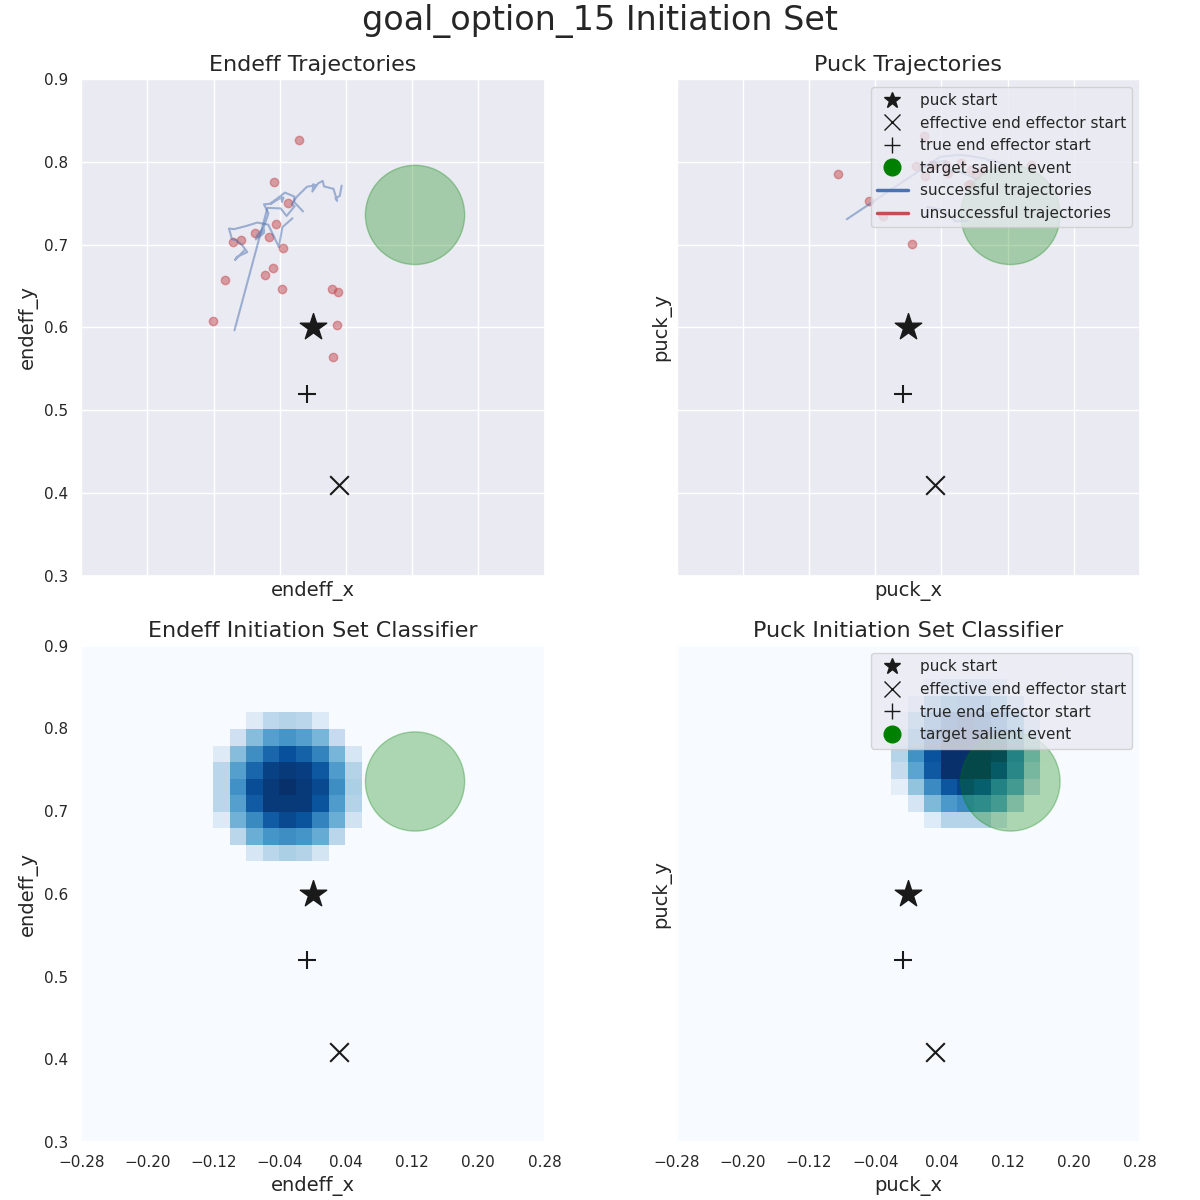 goal_option_15 Initiation Set
Endeff Trajectories
0.9
0.8
0.7
0.6
0.5
0.4
0.3
endeff_y
endeff_x
Puck Trajectories
puck start
effective end effector start
true end effector start
target salient event
successful trajectories
unsuccessful trajectories
puck_y
puck_x
Endeff Initiation Set Classifier
0.9
0.8
0.7
0.6
0.5
0.4
0.3
endeff_y
−0.28 −0.20 −0.12 −0.04 0.04 0.12 0.20 0.28
endeff_x
Puck Initiation Set Classifier
puck start
effective end effector start
true end effector start
target salient event
puck_y
−0.28 −0.20 −0.12 −0.04 0.04 0.12 0.20 0.28
puck_x